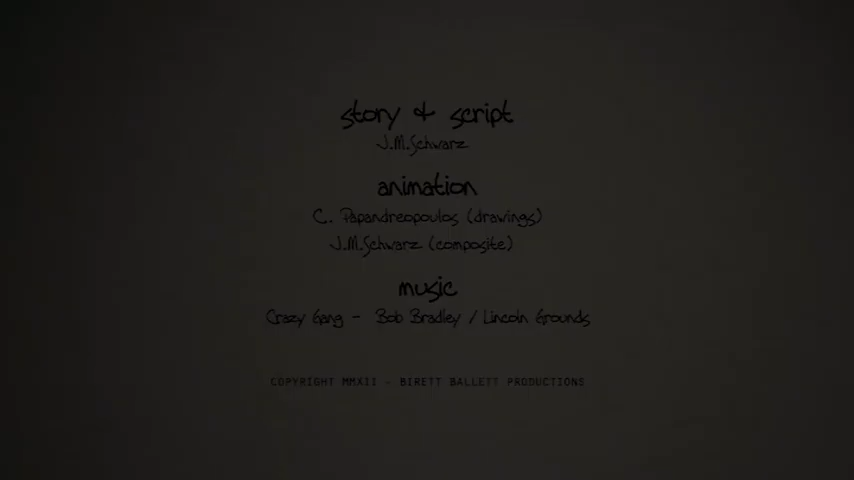 story & script
J.M.Schwarz
animation
C. Papandreopoulos (drawings)
J.M.Schwarz (composite)
music
Crazy Gang - Bob Bradley / Lincoln Grounds
COPYRIGHT MMXII - BIRETT BALLETT PRODUCTIONS